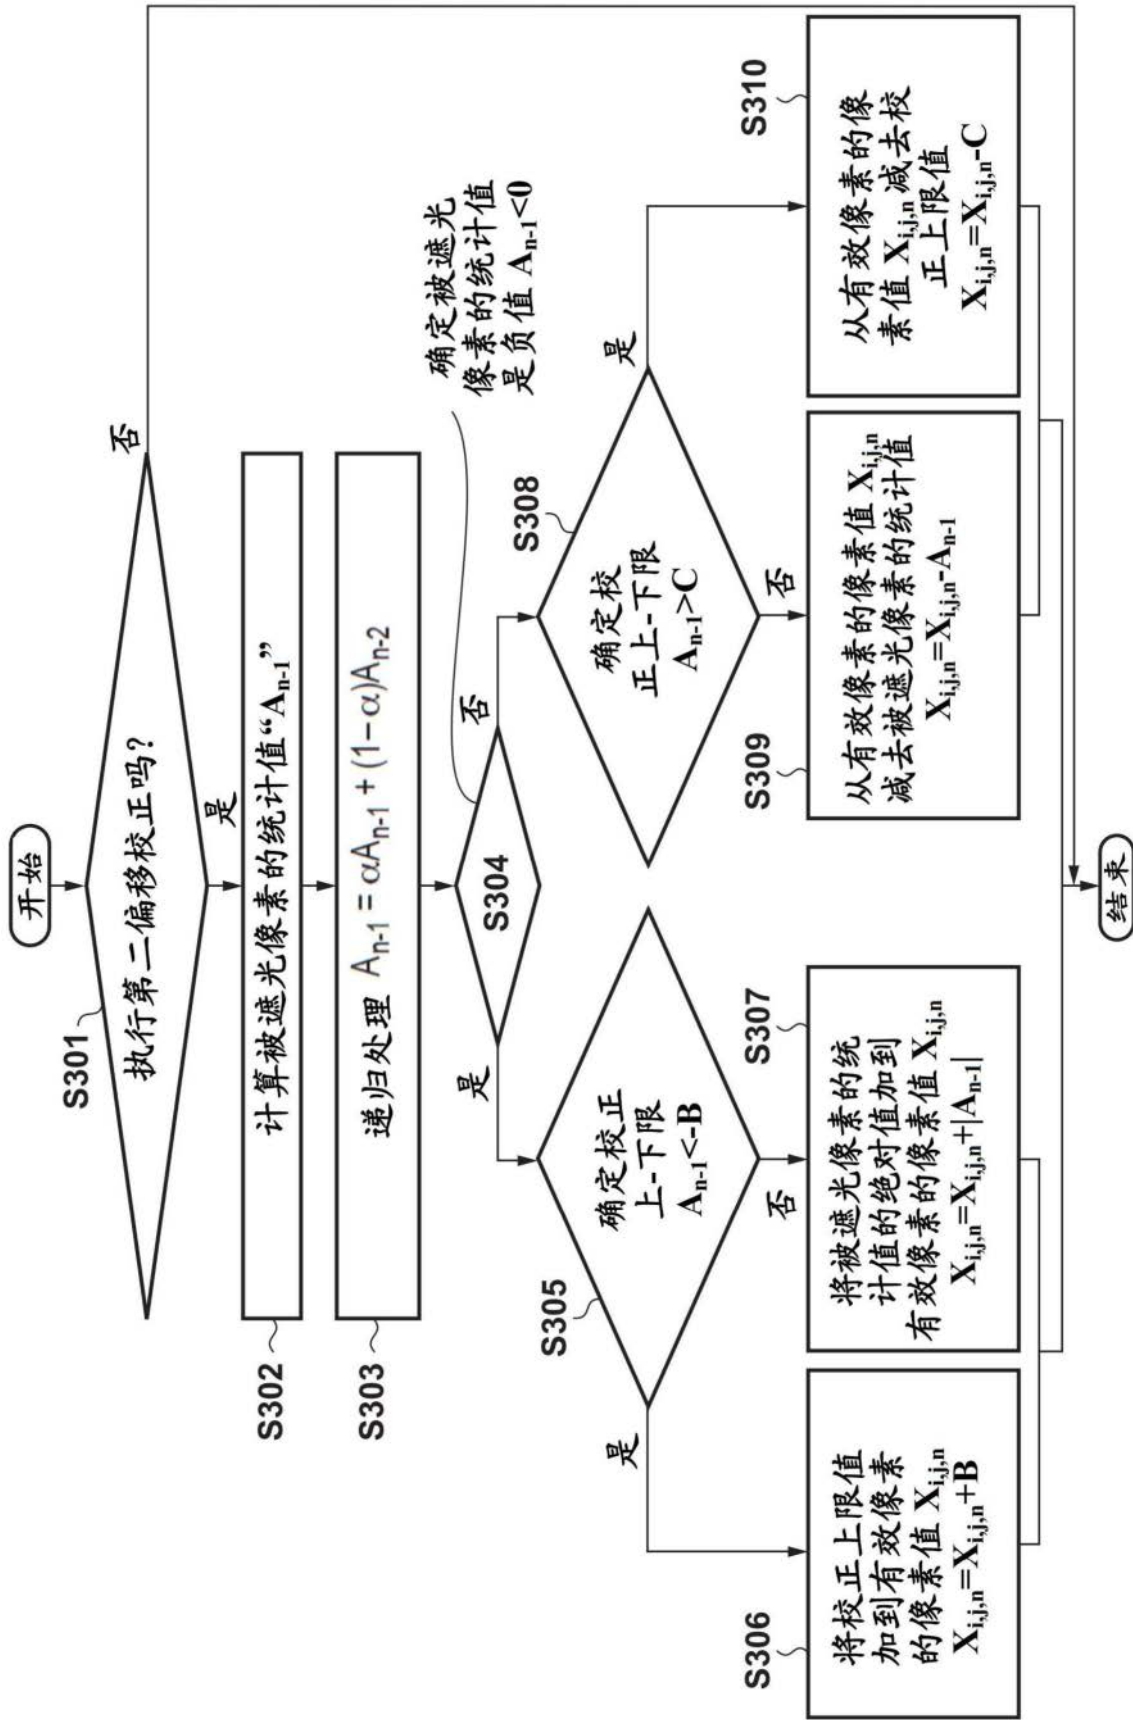 开始
S301
执行第二偏移校正吗?
否
是
S302
计算被遮光像素的统计值“Aₙ₋₁”
S303
递归处理 Aₙ₋₁ = αAₙ₋₁ + (1−α)Aₙ₋₂
S304
确定被遮光
像素的统计值
是负值 Aₙ₋₁<0
是
否
S305
确定校正
上-下限
Aₙ₋₁<-B
是
否
S308
确定校
正上-下限
Aₙ₋₁>C
否
是
S306
将校正上限值
加到有效像素
的像素值 Xi,j,n
Xi,j,n=Xi,j,n+B
S307
将被遮光像素的统
计值的绝对值加到
有效像素的像素值 Xi,j,n
Xi,j,n=Xi,j,n+|Aₙ₋₁|
S309
从有效像素的像素值 Xi,j,n
减去被遮光像素的统计值
Xi,j,n=Xi,j,n-Aₙ₋₁
S310
从有效像素的像
素值 Xi,j,n 减去校
正上限值
Xi,j,n=Xi,j,n-C
结束